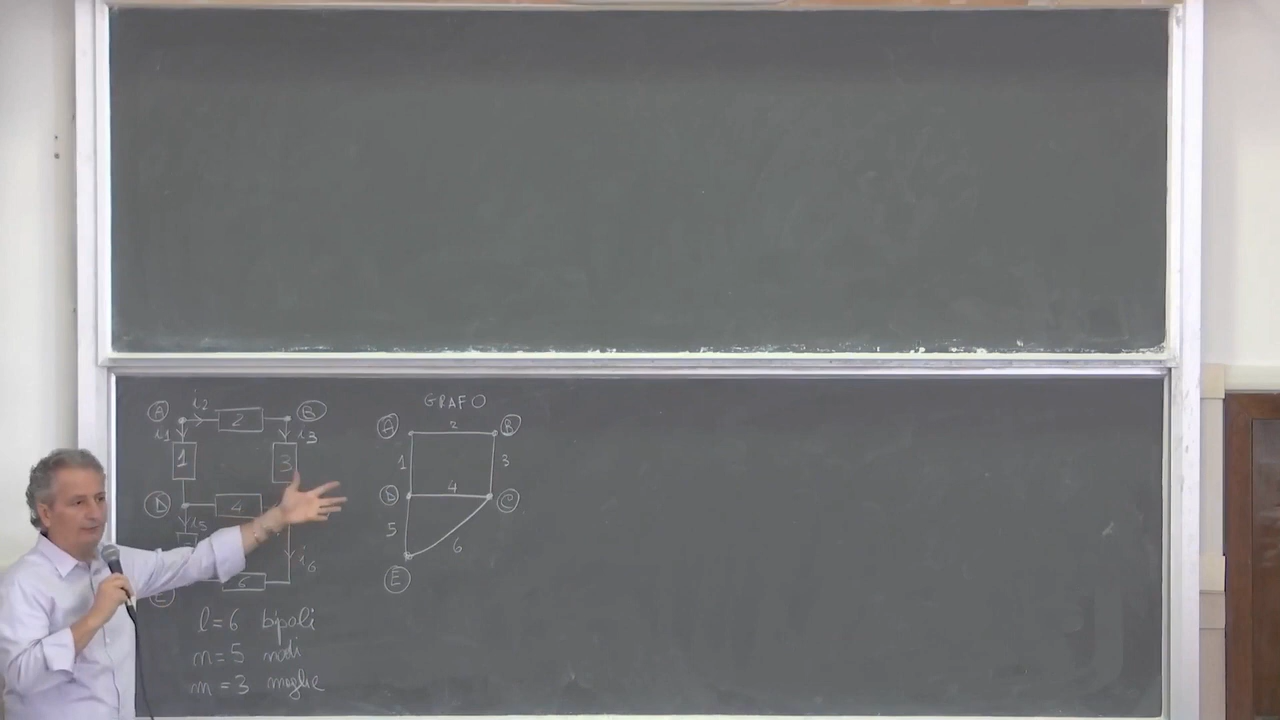 A i2 2 B
i1 i3
1 3
D 4
i5
i6
E 6
l=6 bipoli
n=5 nodi
m=3 maglie
GRAFO
A 2 B
1 3
D 4 C
5 6
E